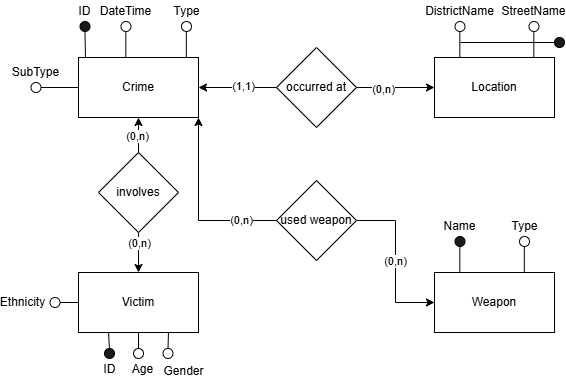 ID DateTime Type
DistrictName StreetName
SubType
Crime
(1,1)
occurred at
(0,n)
Location
(0,n)
involves
(0,n)
used weapon
(0,n)
(0,n)
Name Type
Ethnicity
Victim
Weapon
ID Age Gender